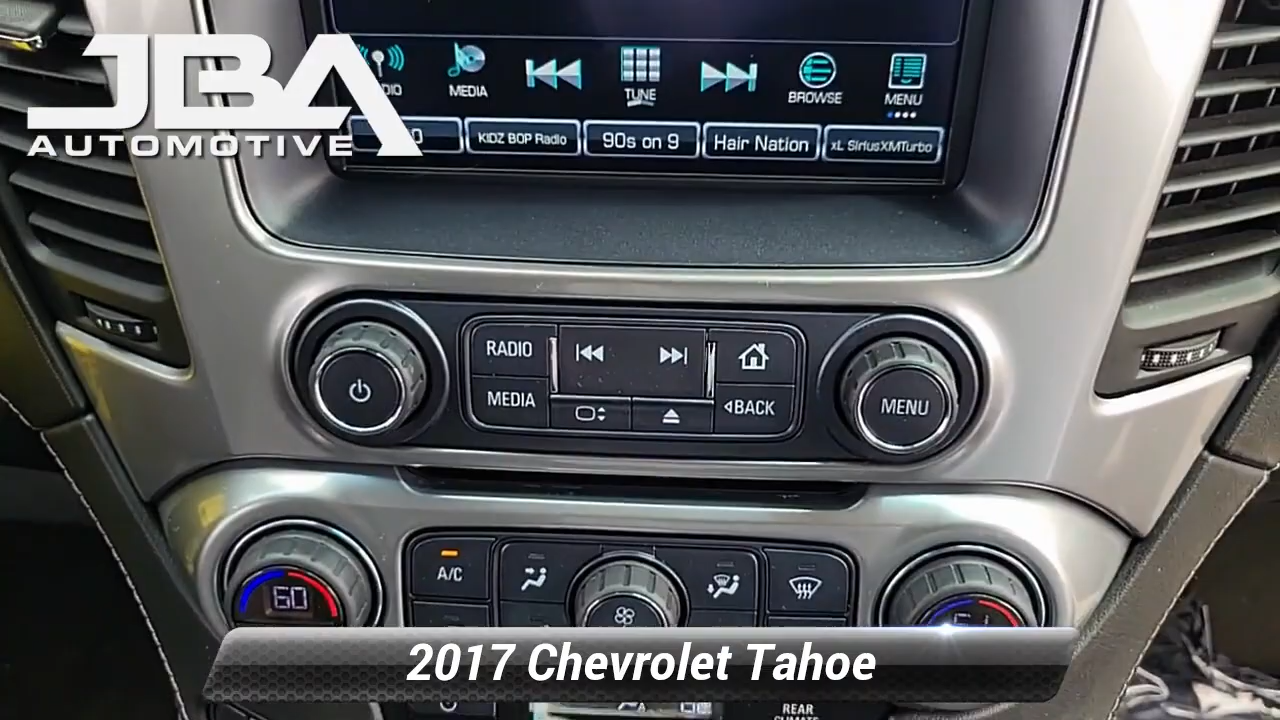 JBA
AUTOMOTIVE
MEDIA
TUNE
BROWSE
MENU
KIDZ BOP Radio
90s on 9
Hair Nation
xL SiriusXMTurbo
RADIO
MEDIA
BACK
MENU
A/C
60
2017 Chevrolet Tahoe
REAR